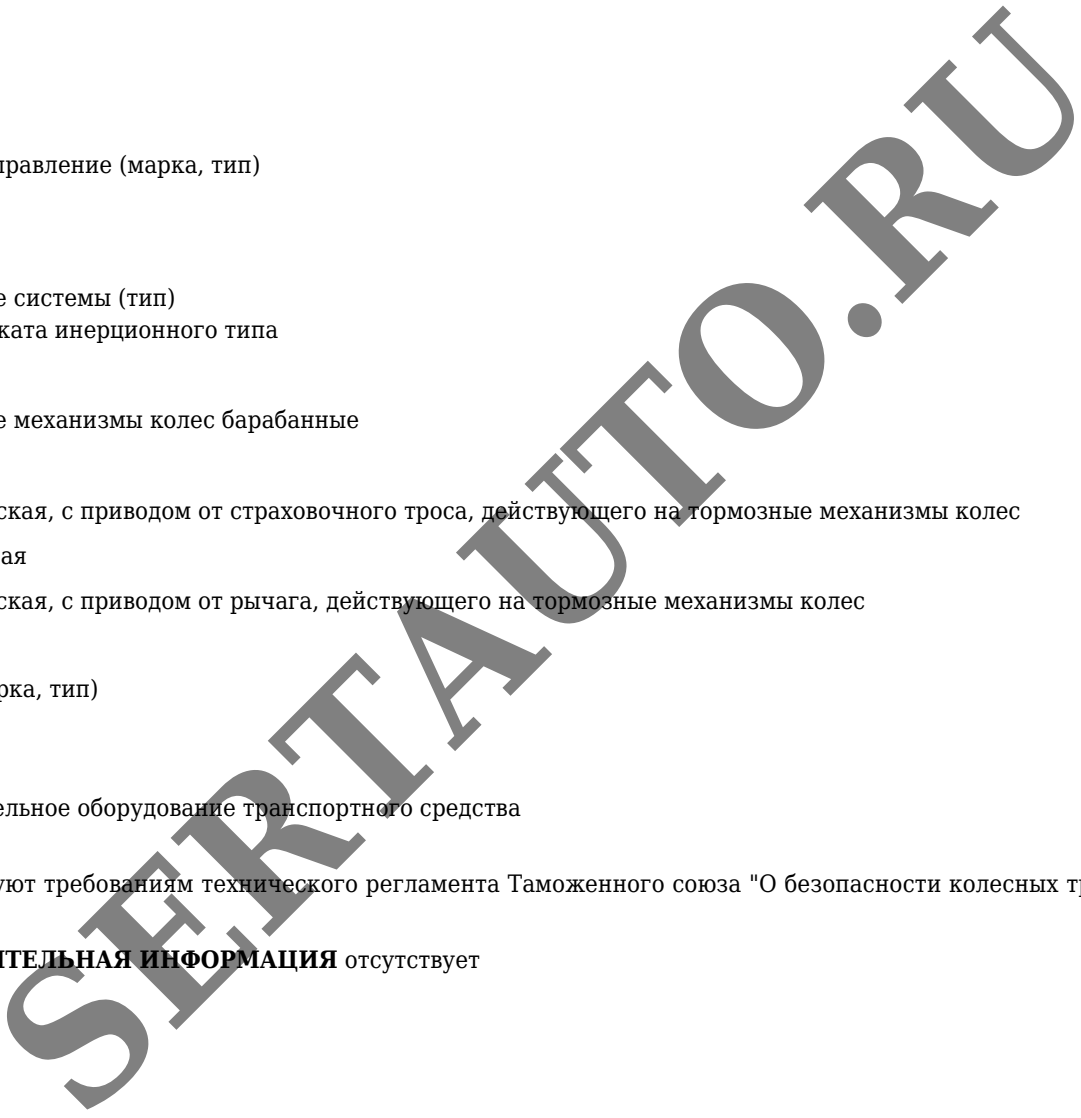 правление (марка, тип)
е системы (тип)
ката инерционного типа
е механизмы колес барабанные
ская, с приводом от страховочного троса, действующего на тормозные механизмы колес
ая
ская, с приводом от рычага, действующего на тормозные механизмы колес
рка, тип)
ельное оборудование транспортного средства
уют требованиям технического регламента Таможенного союза "О безопасности колесных тр
ИТЕЛЬНАЯ ИНФОРМАЦИЯ отсутствует
SERTAUTO.RU